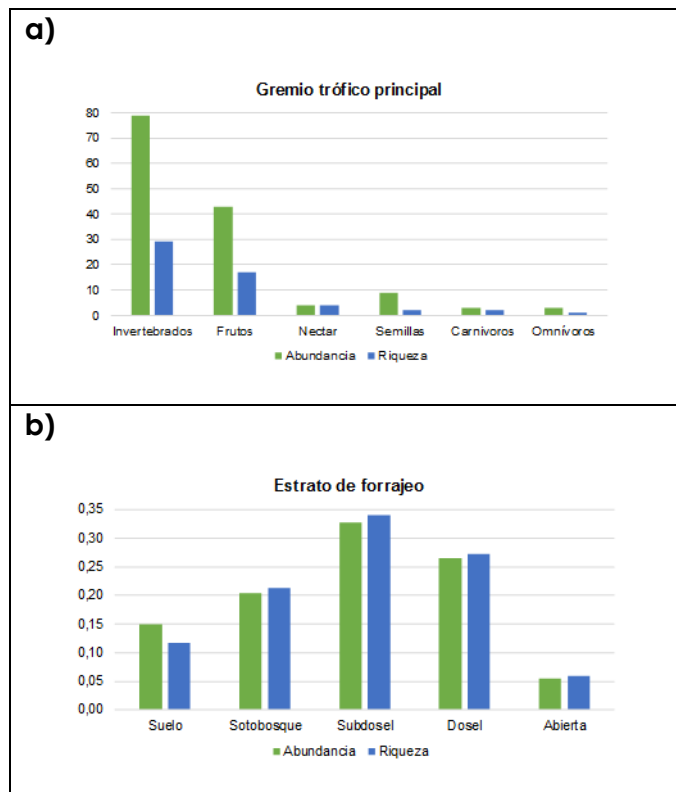 a)
Gremio trófico principal
80
70
60
50
40
30
20
10
0
Invertebrados Frutos Nectar Semillas Carnivoros Omnívoros
Abundancia Riqueza
b)
Estrato de forrajeo
0,35
0,30
0,25
0,20
0,15
0,10
0,05
0,00
Suelo Sotobosque Subdosel Dosel Abierta
Abundancia Riqueza